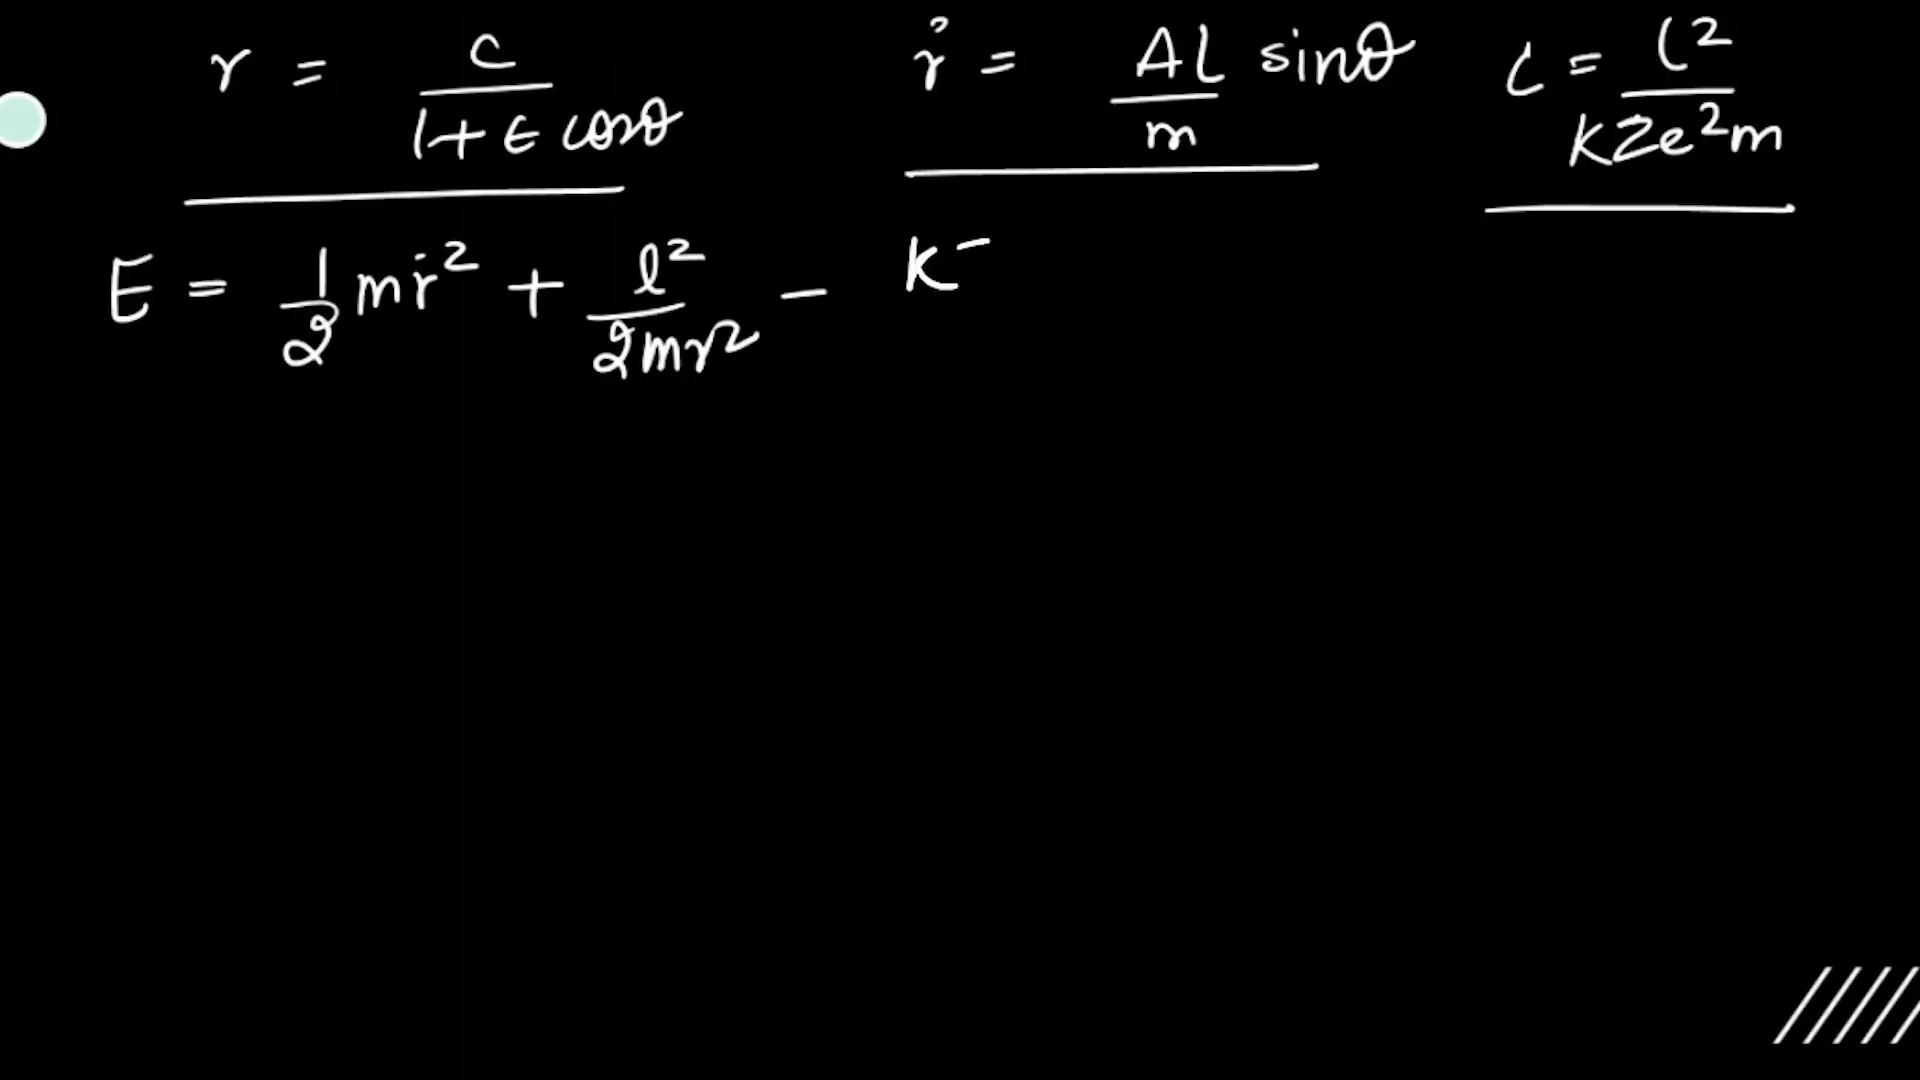 r = c / (1 + ϵ cosθ)    ṙ = Al/m sinθ    c = l² / (kZe²m)
E = 1/2 mṙ² + l² / (2mr²) - k